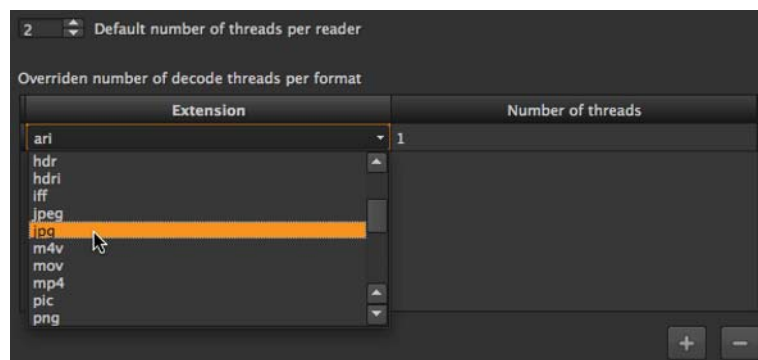 2 Default number of threads per reader
Overriden number of decode threads per format
Extension Number of threads
ari 1
hdr
hdri
iff
jpeg
jpg
m4v
mov
mp4
pic
png